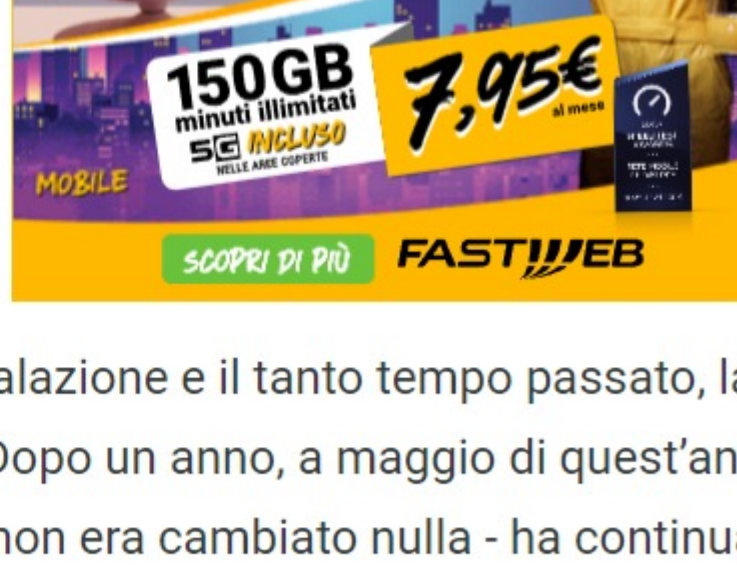 150GB
minuti illimitati
5G INCLUSO
NELLE AREE COPERTE
7,95€
al mese
MOBILE
SCOPRI DI PIÙ
FASTWEB
alazione e il tanto tempo passato, la
Dopo un anno, a maggio di quest'an
non era cambiato nulla - ha continua